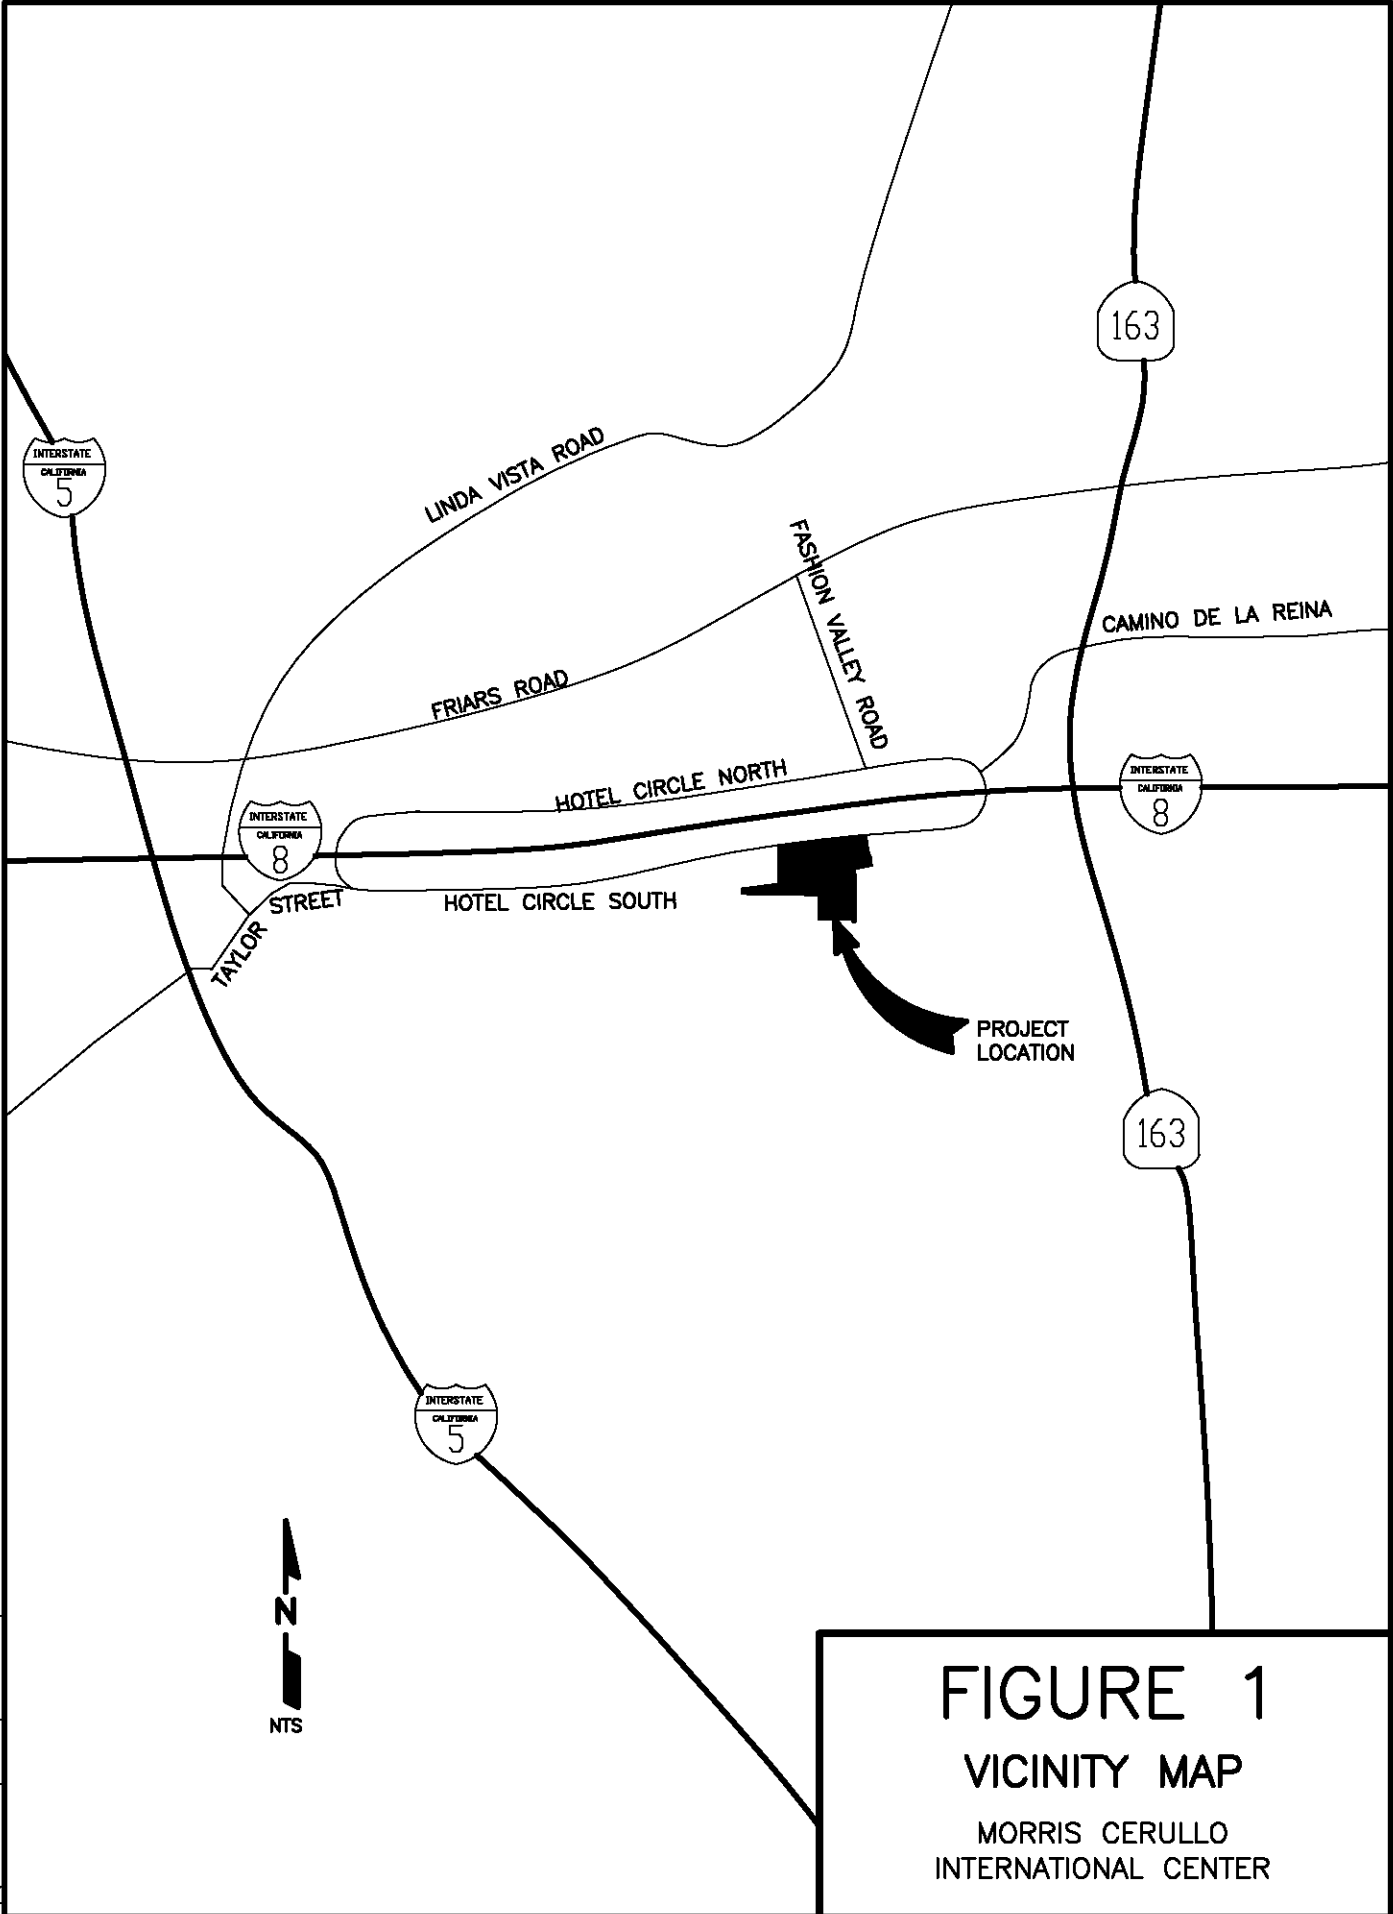 163
INTERSTATE
CALIFORNIA
5
LINDA VISTA ROAD
FASHION VALLEY ROAD
CAMINO DE LA REINA
FRIARS ROAD
HOTEL CIRCLE NORTH
INTERSTATE
CALIFORNIA
8
INTERSTATE
CALIFORNIA
8
TAYLOR STREET
HOTEL CIRCLE SOUTH
PROJECT
LOCATION
163
INTERSTATE
CALIFORNIA
5
N
NTS
FIGURE 1
VICINITY MAP
MORRIS CERULLO
INTERNATIONAL CENTER